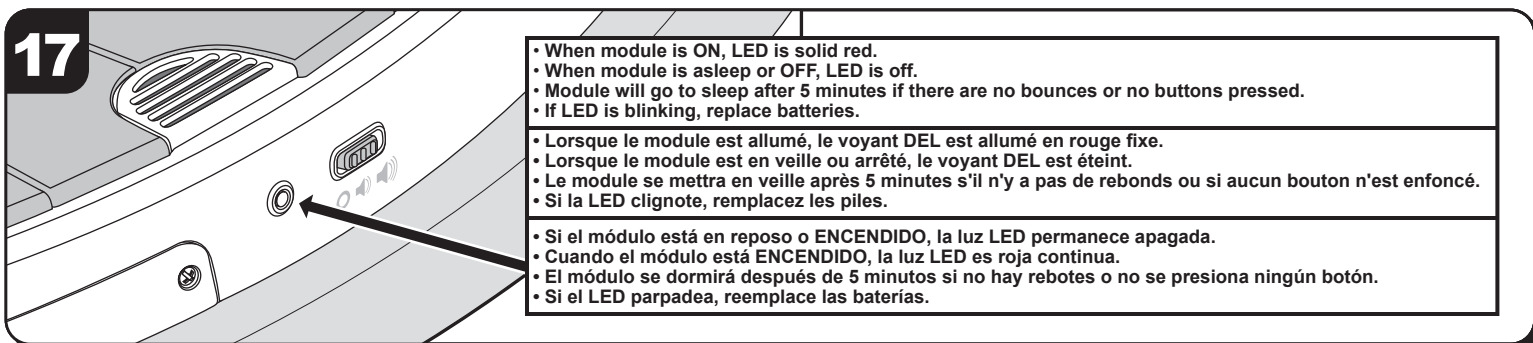 17
• When module is ON, LED is solid red.
• When module is asleep or OFF, LED is off.
• Module will go to sleep after 5 minutes if there are no bounces or no buttons pressed.
• If LED is blinking, replace batteries.
• Lorsque le module est allumé, le voyant DEL est allumé en rouge fixe.
• Lorsque le module est en veille ou arrêté, le voyant DEL est éteint.
• Le module se mettra en veille après 5 minutes s'il n'y a pas de rebonds ou si aucun bouton n'est enfoncé.
• Si la LED clignote, remplacez les piles.
• Si el módulo está en reposo o ENCENDIDO, la luz LED permanece apagada.
• Cuando el módulo está ENCENDIDO, la luz LED es roja continua.
• El módulo se dormirá después de 5 minutos si no hay rebotes o no se presiona ningún botón.
• Si el LED parpadea, reemplace las baterías.